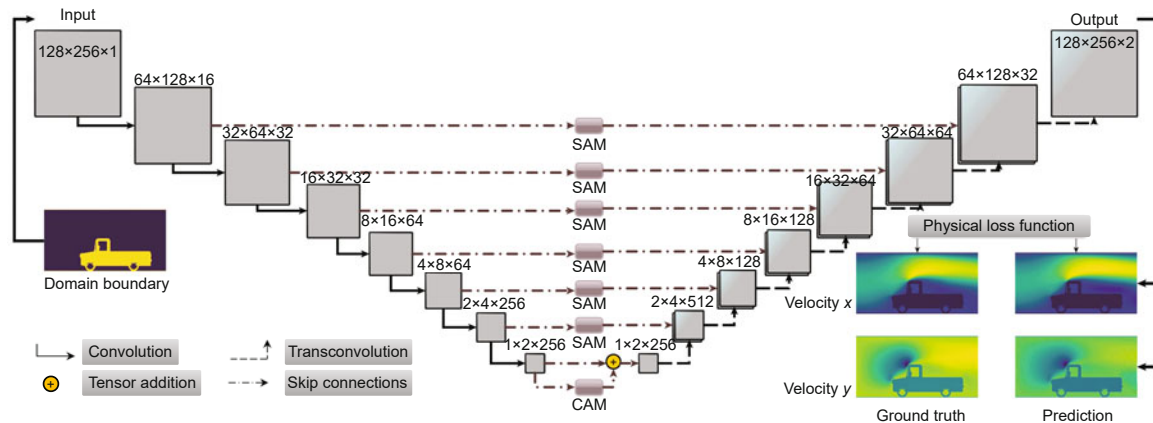 Input
Output
128×256×1
128×256×2
64×128×16
64×128×32
32×64×32
32×64×64
SAM
16×32×32
16×32×64
SAM
8×16×64
8×16×128
SAM
4×8×64
4×8×128
SAM
2×4×256
2×4×512
SAM
1×2×256
1×2×256
SAM
+
CAM
Domain boundary
Convolution
Transconvolution
+
Tensor addition
Skip connections
Physical loss function
Velocity x
Velocity y
Ground truth
Prediction